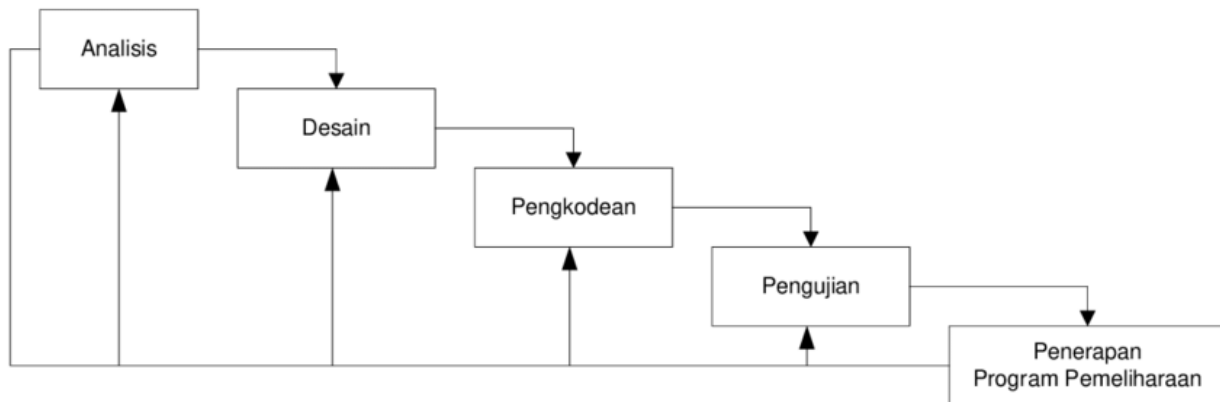 Analisis
Desain
Pengkodean
Pengujian
Penerapan
Program Pemeliharaan